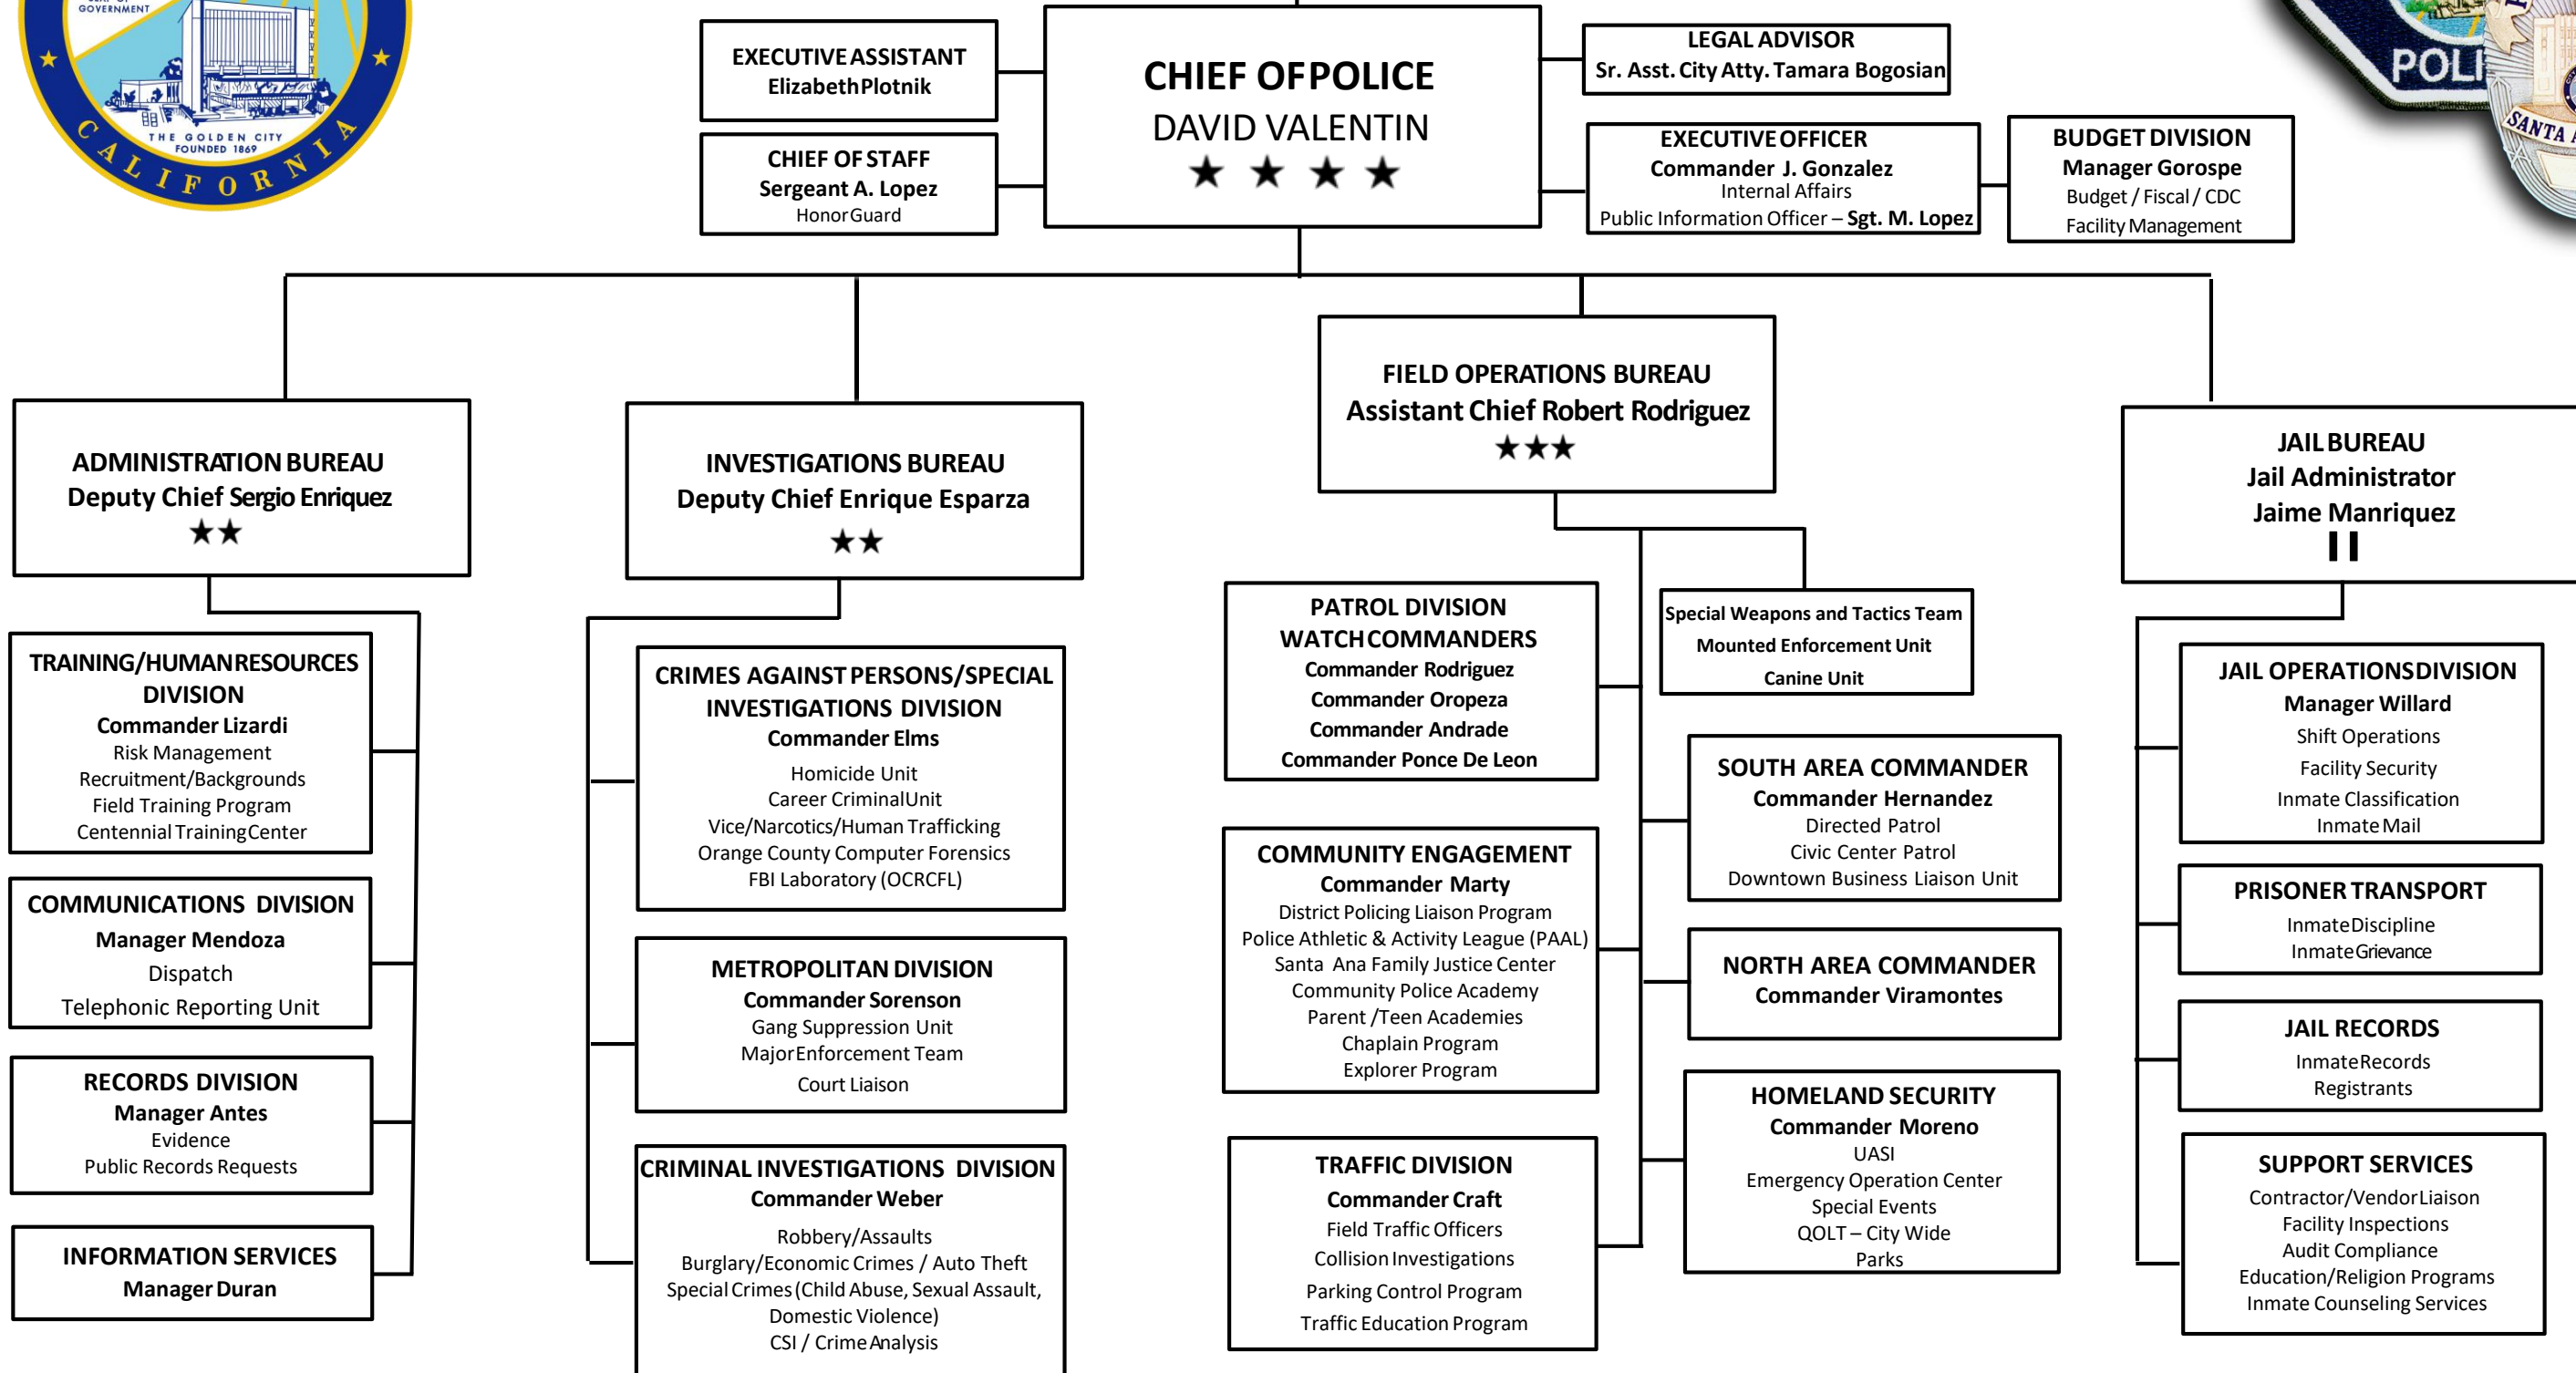 GOVERNMENT
THE GOLDEN CITY
FOUNDED 1869
CALIFORNIA
EXECUTIVE ASSISTANT
Elizabeth Plotnik
CHIEF OF STAFF
Sergeant A. Lopez
Honor Guard
CHIEF OF POLICE
DAVID VALENTIN
LEGAL ADVISOR
Sr. Asst. City Atty. Tamara Bogosian
EXECUTIVE OFFICER
Commander J. Gonzalez
Internal Affairs
Public Information Officer – Sgt. M. Lopez
BUDGET DIVISION
Manager Gorospe
Budget / Fiscal / CDC
Facility Management
POLI
SANTA A
ADMINISTRATION BUREAU
Deputy Chief Sergio Enriquez
TRAINING/HUMAN RESOURCES
DIVISION
Commander Lizardi
Risk Management
Recruitment/Backgrounds
Field Training Program
Centennial Training Center
COMMUNICATIONS DIVISION
Manager Mendoza
Dispatch
Telephonic Reporting Unit
RECORDS DIVISION
Manager Antes
Evidence
Public Records Requests
INFORMATION SERVICES
Manager Duran
INVESTIGATIONS BUREAU
Deputy Chief Enrique Esparza
CRIMES AGAINST PERSONS/SPECIAL
INVESTIGATIONS DIVISION
Commander Elms
Homicide Unit
Career Criminal Unit
Vice/Narcotics/Human Trafficking
Orange County Computer Forensics
FBI Laboratory (OCRCFL)
METROPOLITAN DIVISION
Commander Sorenson
Gang Suppression Unit
Major Enforcement Team
Court Liaison
CRIMINAL INVESTIGATIONS DIVISION
Commander Weber
Robbery/Assaults
Burglary/Economic Crimes / Auto Theft
Special Crimes (Child Abuse, Sexual Assault,
Domestic Violence)
CSI / Crime Analysis
FIELD OPERATIONS BUREAU
Assistant Chief Robert Rodriguez
PATROL DIVISION
WATCH COMMANDERS
Commander Rodriguez
Commander Oropeza
Commander Andrade
Commander Ponce De Leon
COMMUNITY ENGAGEMENT
Commander Marty
District Policing Liaison Program
Police Athletic & Activity League (PAAL)
Santa Ana Family Justice Center
Community Police Academy
Parent /Teen Academies
Chaplain Program
Explorer Program
TRAFFIC DIVISION
Commander Craft
Field Traffic Officers
Collision Investigations
Parking Control Program
Traffic Education Program
Special Weapons and Tactics Team
Mounted Enforcement Unit
Canine Unit
SOUTH AREA COMMANDER
Commander Hernandez
Directed Patrol
Civic Center Patrol
Downtown Business Liaison Unit
NORTH AREA COMMANDER
Commander Viramontes
HOMELAND SECURITY
Commander Moreno
UASI
Emergency Operation Center
Special Events
QOLT – City Wide
Parks
JAIL BUREAU
Jail Administrator
Jaime Manriquez
JAIL OPERATIONS DIVISION
Manager Willard
Shift Operations
Facility Security
Inmate Classification
Inmate Mail
PRISONER TRANSPORT
Inmate Discipline
Inmate Grievance
JAIL RECORDS
Inmate Records
Registrants
SUPPORT SERVICES
Contractor/Vendor Liaison
Facility Inspections
Audit Compliance
Education/Religion Programs
Inmate Counseling Services